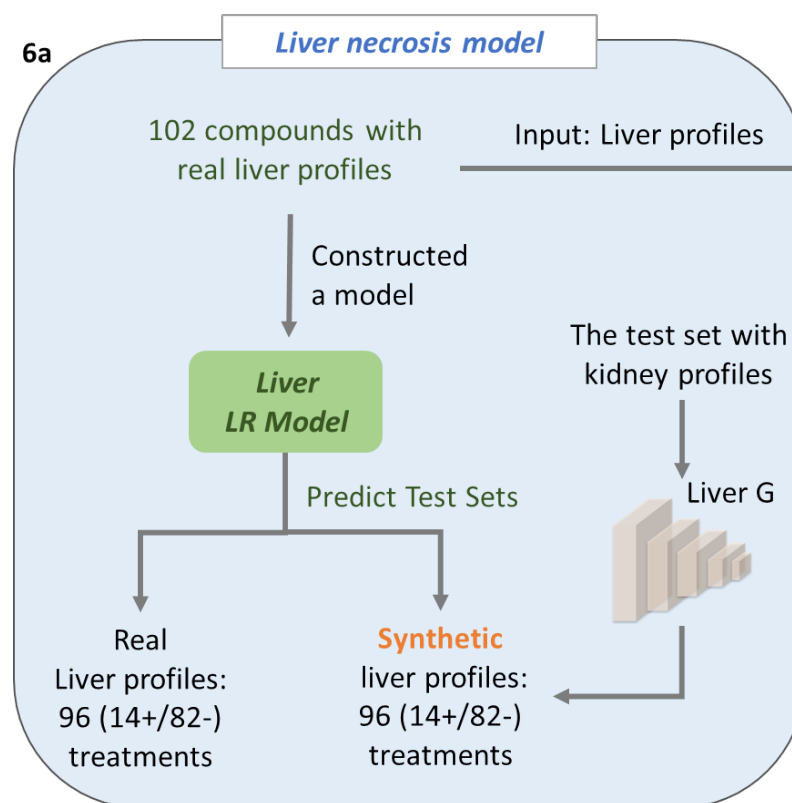 6a
Liver necrosis model
102 compounds with
real liver profiles
Input: Liver profiles
Constructed
a model
The test set with
kidney profiles
Liver
LR Model
Liver G
Predict Test Sets
Real
Liver profiles:
96 (14+/82-)
treatments
Synthetic
liver profiles:
96 (14+/82-)
treatments